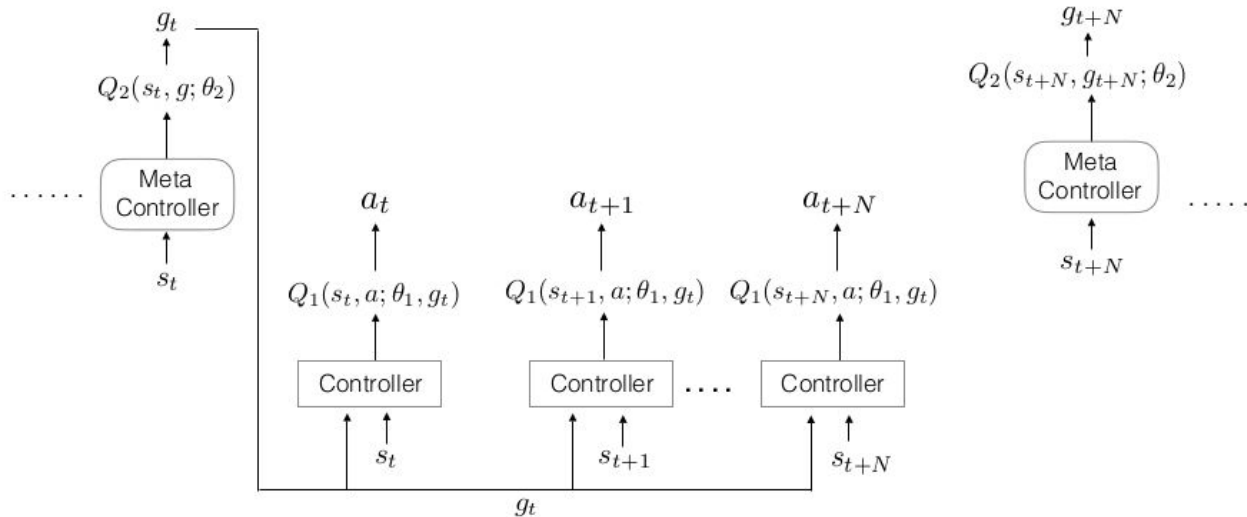 g_t
Q_2(s_t, g; θ_2)
Meta
Controller
. . . . . .
s_t
a_t
Q_1(s_t, a; θ_1, g_t)
Controller
s_t
a_{t+1}
Q_1(s_{t+1}, a; θ_1, g_t)
Controller
s_{t+1}
. . . .
a_{t+N}
Q_1(s_{t+N}, a; θ_1, g_t)
Controller
s_{t+N}
g_t
g_{t+N}
Q_2(s_{t+N}, g_{t+N}; θ_2)
Meta
Controller
s_{t+N}
. . . . .